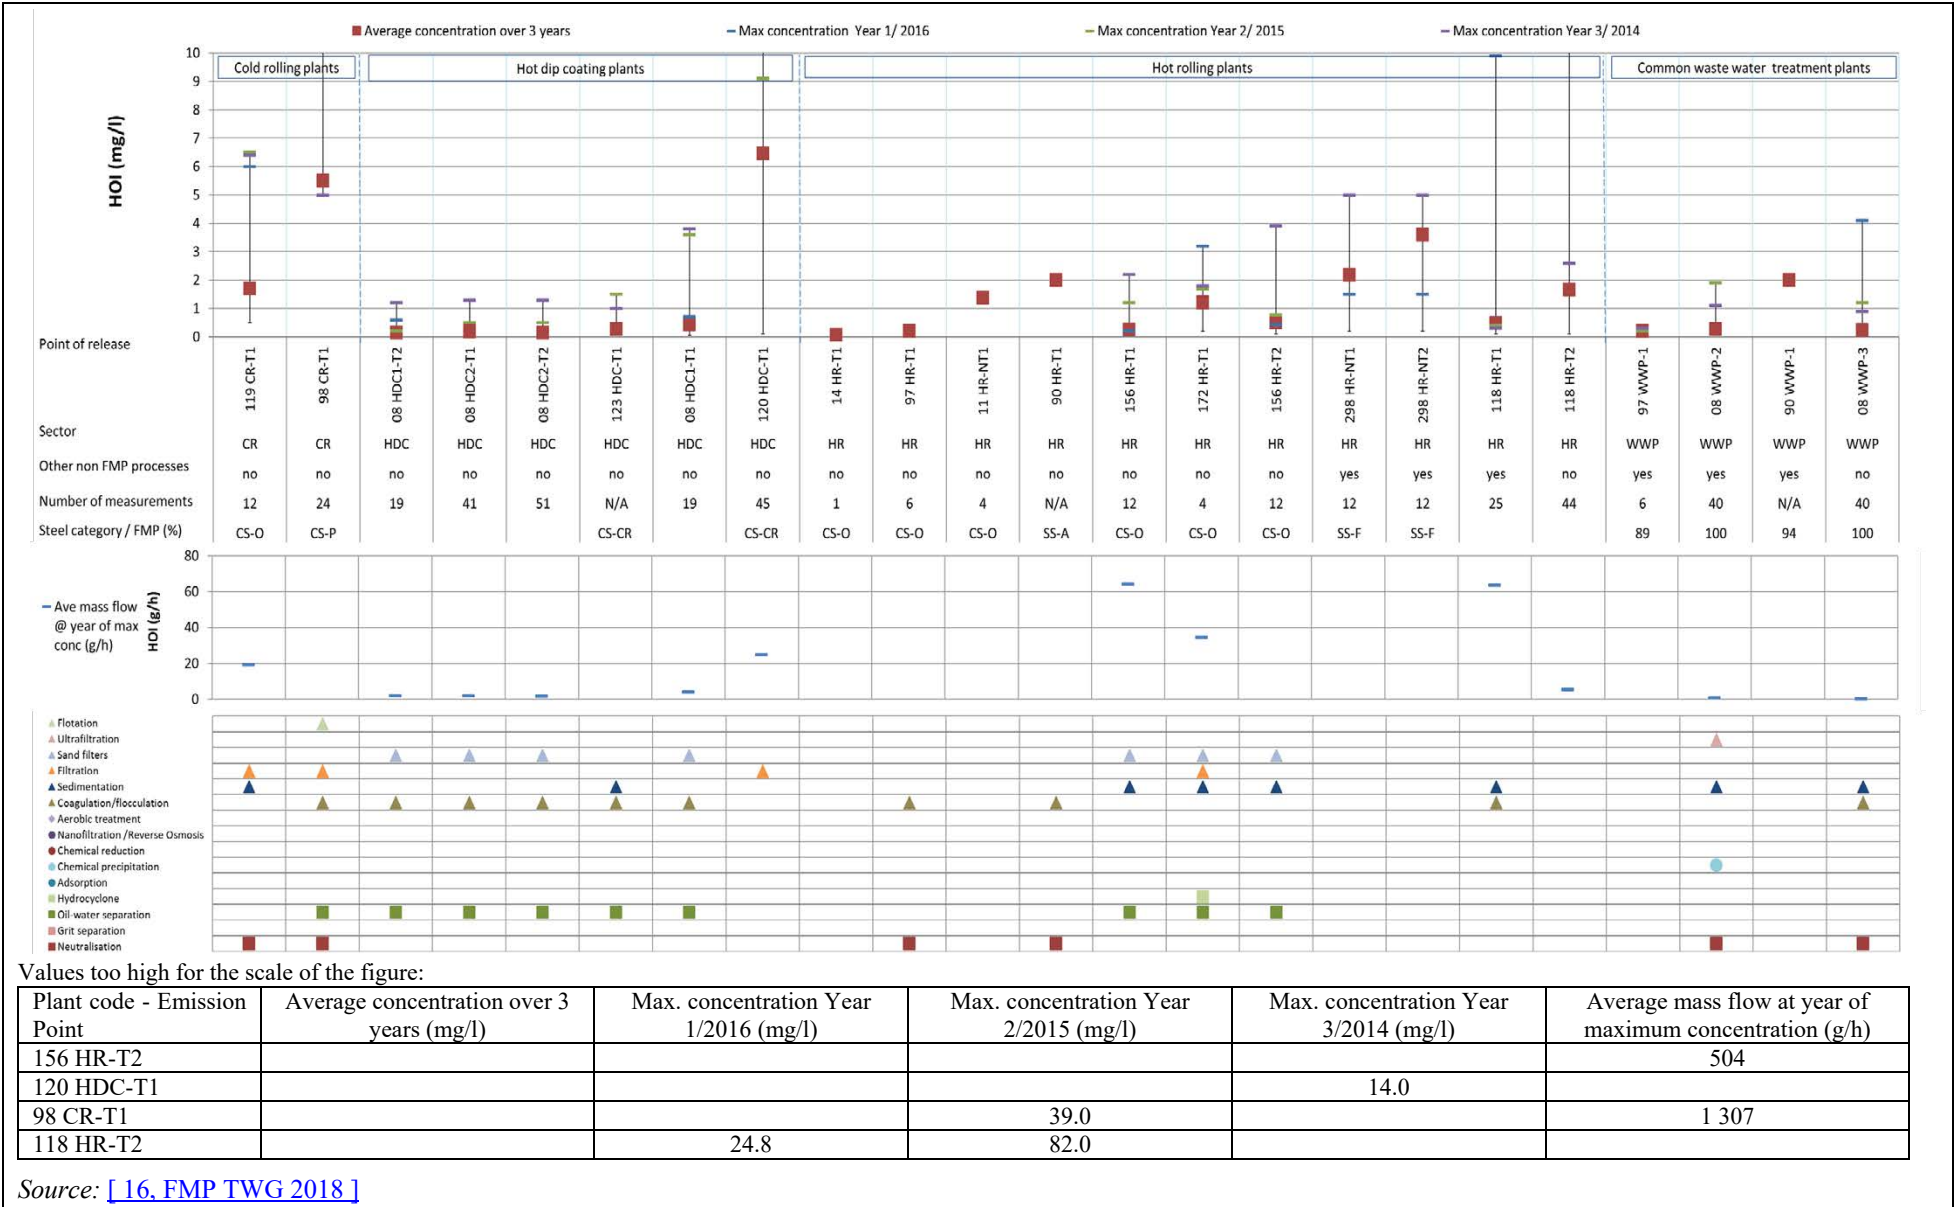 Average concentration over 3 years Max concentration Year 1/ 2016 Max concentration Year 2/ 2015 Max concentration Year 3/ 2014
Cold rolling plants Hot dip coating plants Hot rolling plants Common waste water treatment plants
HOI (mg/l)
10
9
8
7
6
5
4
3
2
1
0
Point of release
119 CR-T1 98 CR-T1 08 HDC1-T2 08 HDC2-T1 08 HDC2-T2 123 HDC-T1 08 HDC1-T1 120 HDC-T1 14 HR-T1 97 HR-T1 11 HR-NT1 90 HR-T1 156 HR-T1 172 HR-T1 156 HR-T2 298 HR-NT1 298 HR-NT2 118 HR-T1 118 HR-T2 97 WWP-1 08 WWP-2 90 WWP-1 08 WWP-3
Sector
CR CR HDC HDC HDC HDC HDC HDC HR HR HR HR HR HR HR HR HR HR HR WWP WWP WWP WWP
Other non FMP processes
no no no no no no no no no no no no no no no yes yes yes no yes yes yes no
Number of measurements
12 24 19 41 51 N/A 19 45 1 6 4 N/A 12 4 12 12 12 25 44 6 40 N/A 40
Steel category / FMP (%)
CS-O CS-P CS-CR CS-CR CS-O CS-O CS-O SS-A CS-O CS-O CS-O SS-F SS-F 89 100 94 100
Ave mass flow
@ year of max
conc (g/h)
HOI (g/h)
80
60
40
20
0
Flotation
Ultrafiltration
Sand filters
Filtration
Sedimentation
Coagulation/flocculation
Aerobic treatment
Nanofiltration /Reverse Osmosis
Chemical reduction
Chemical precipitation
Adsorption
Hydrocyclone
Oil-water separation
Grit separation
Neutralisation
Values too high for the scale of the figure:
Plant code - Emission Average concentration over 3 Max. concentration Year Max. concentration Year Max. concentration Year Average mass flow at year of
Point years (mg/l) 1/2016 (mg/l) 2/2015 (mg/l) 3/2014 (mg/l) maximum concentration (g/h)
156 HR-T2 504
120 HDC-T1 14.0
98 CR-T1 39.0 1 307
118 HR-T2 24.8 82.0
Source: [ 16, FMP TWG 2018 ]